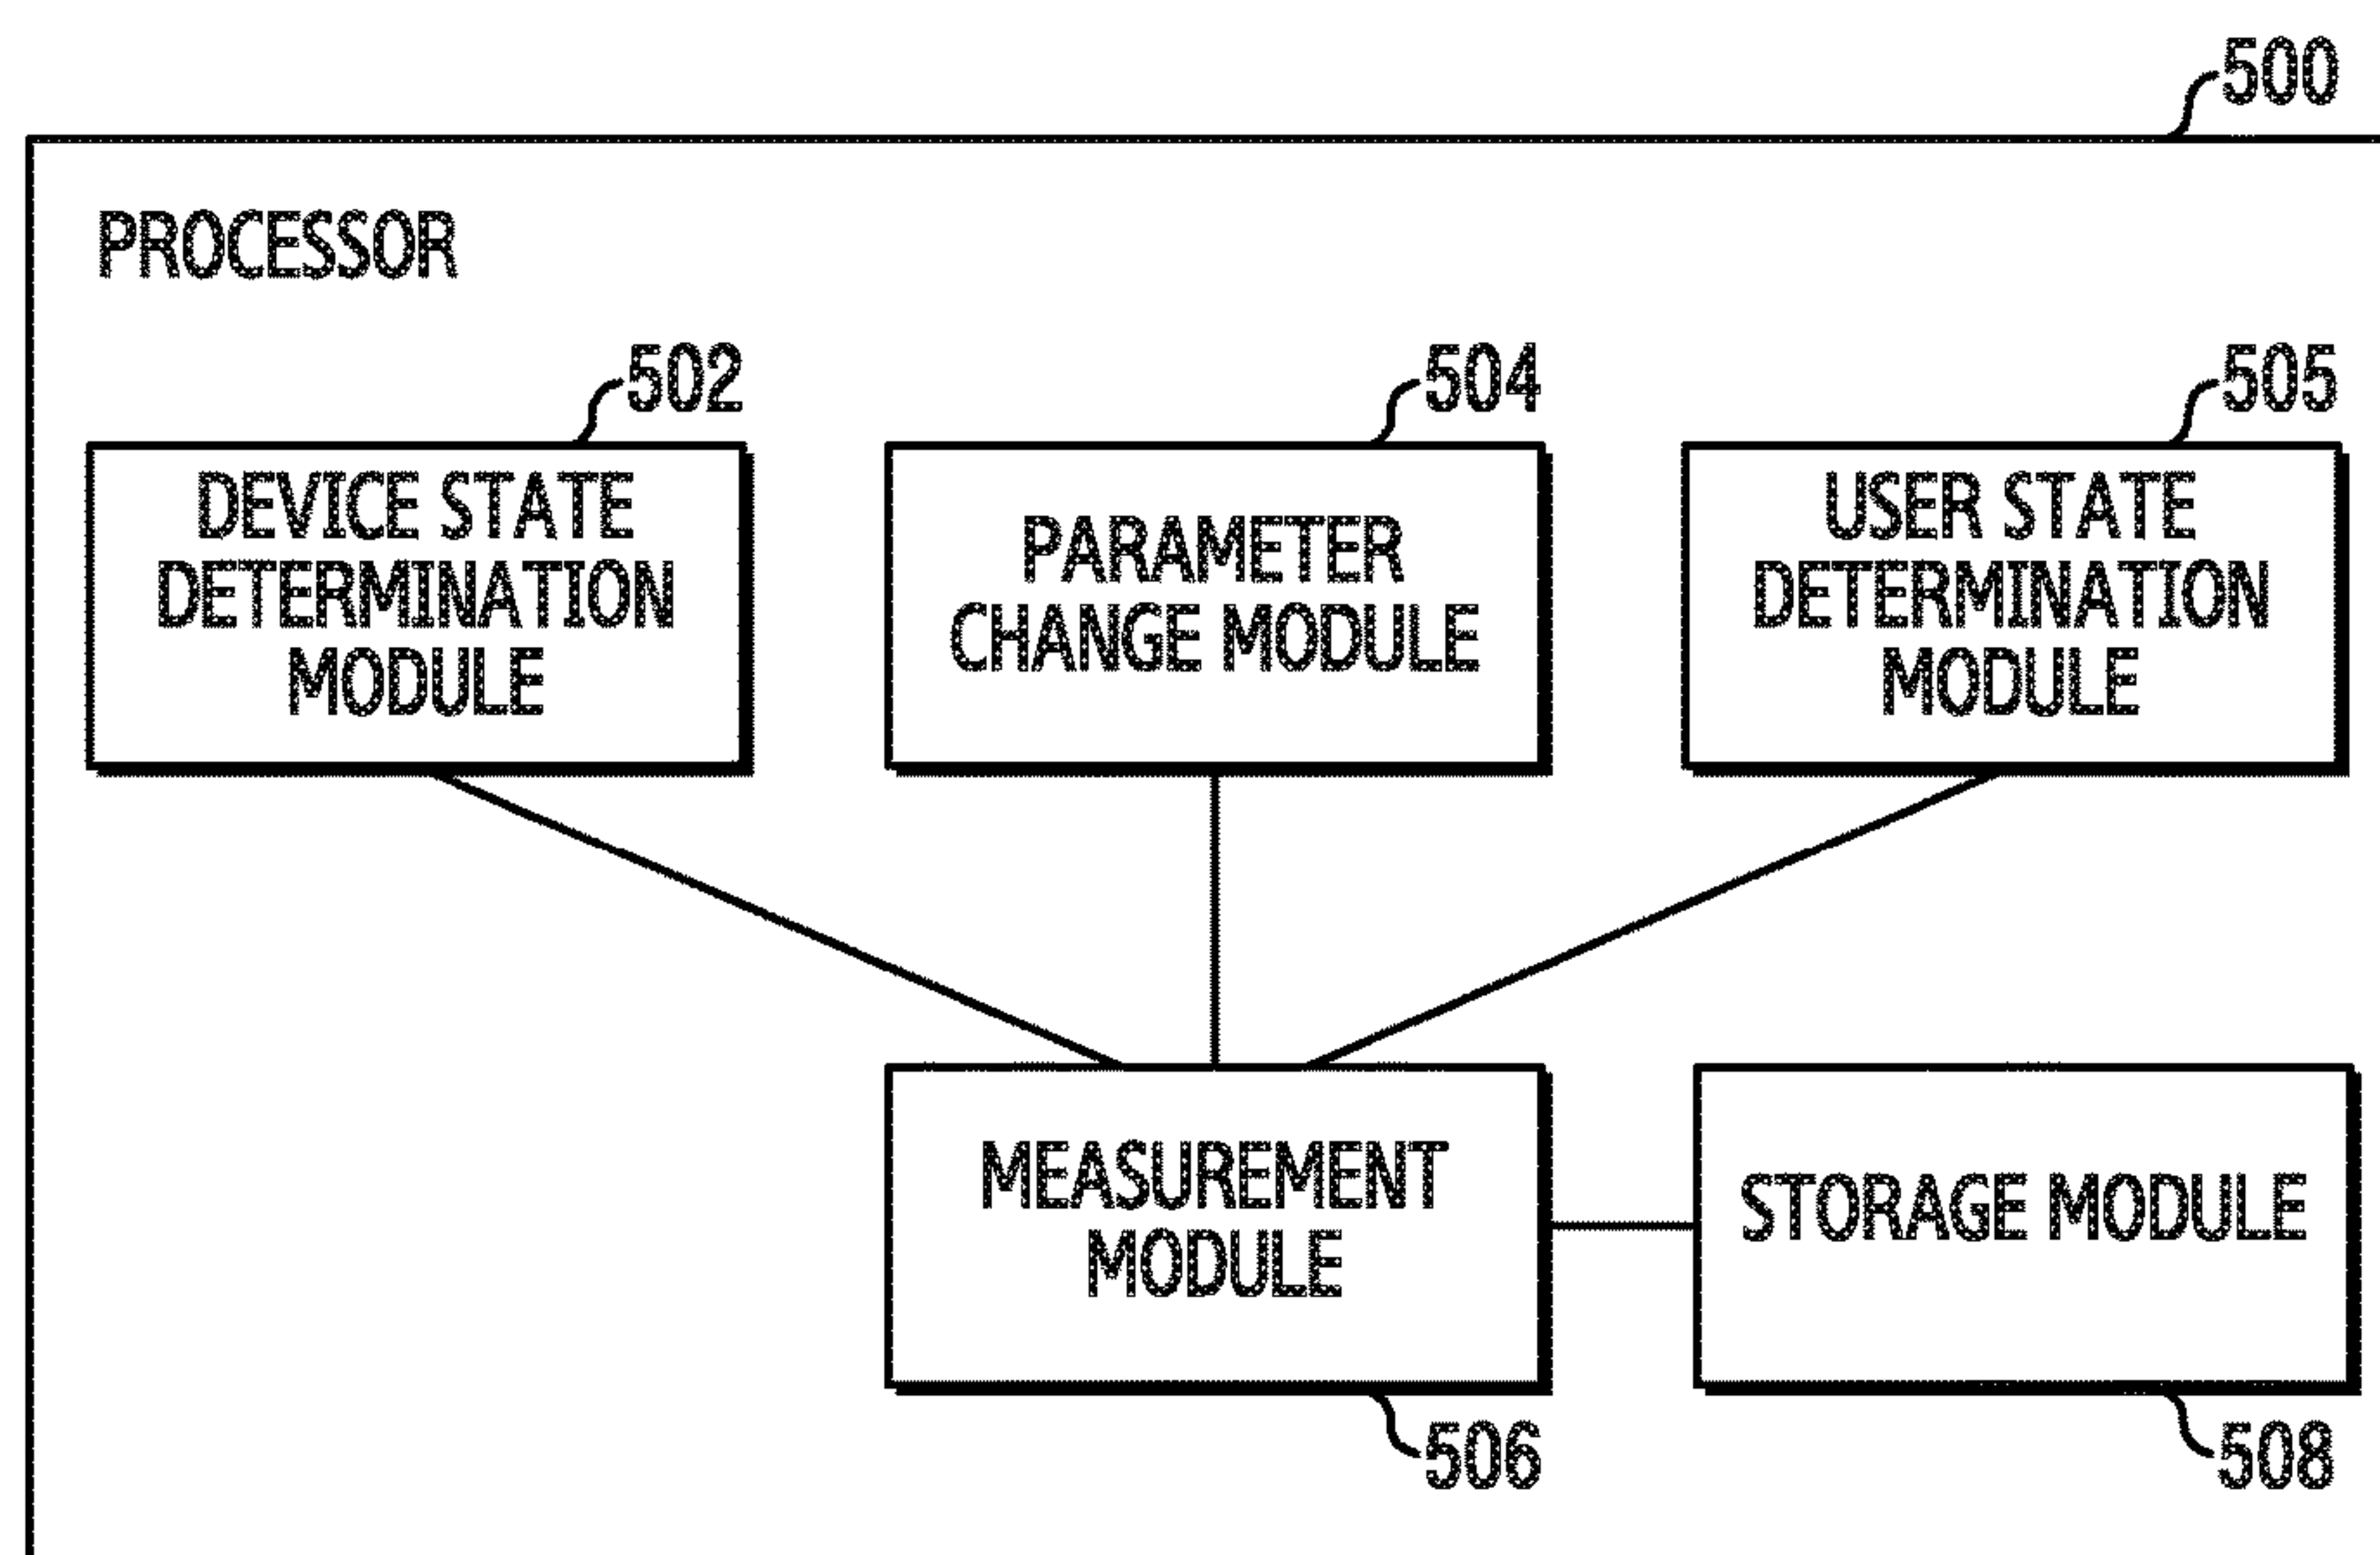 500
PROCESSOR
502
504
505
DEVICE STATE
DETERMINATION
MODULE
PARAMETER
CHANGE MODULE
USER STATE
DETERMINATION
MODULE
MEASUREMENT
MODULE
STORAGE MODULE
506
508